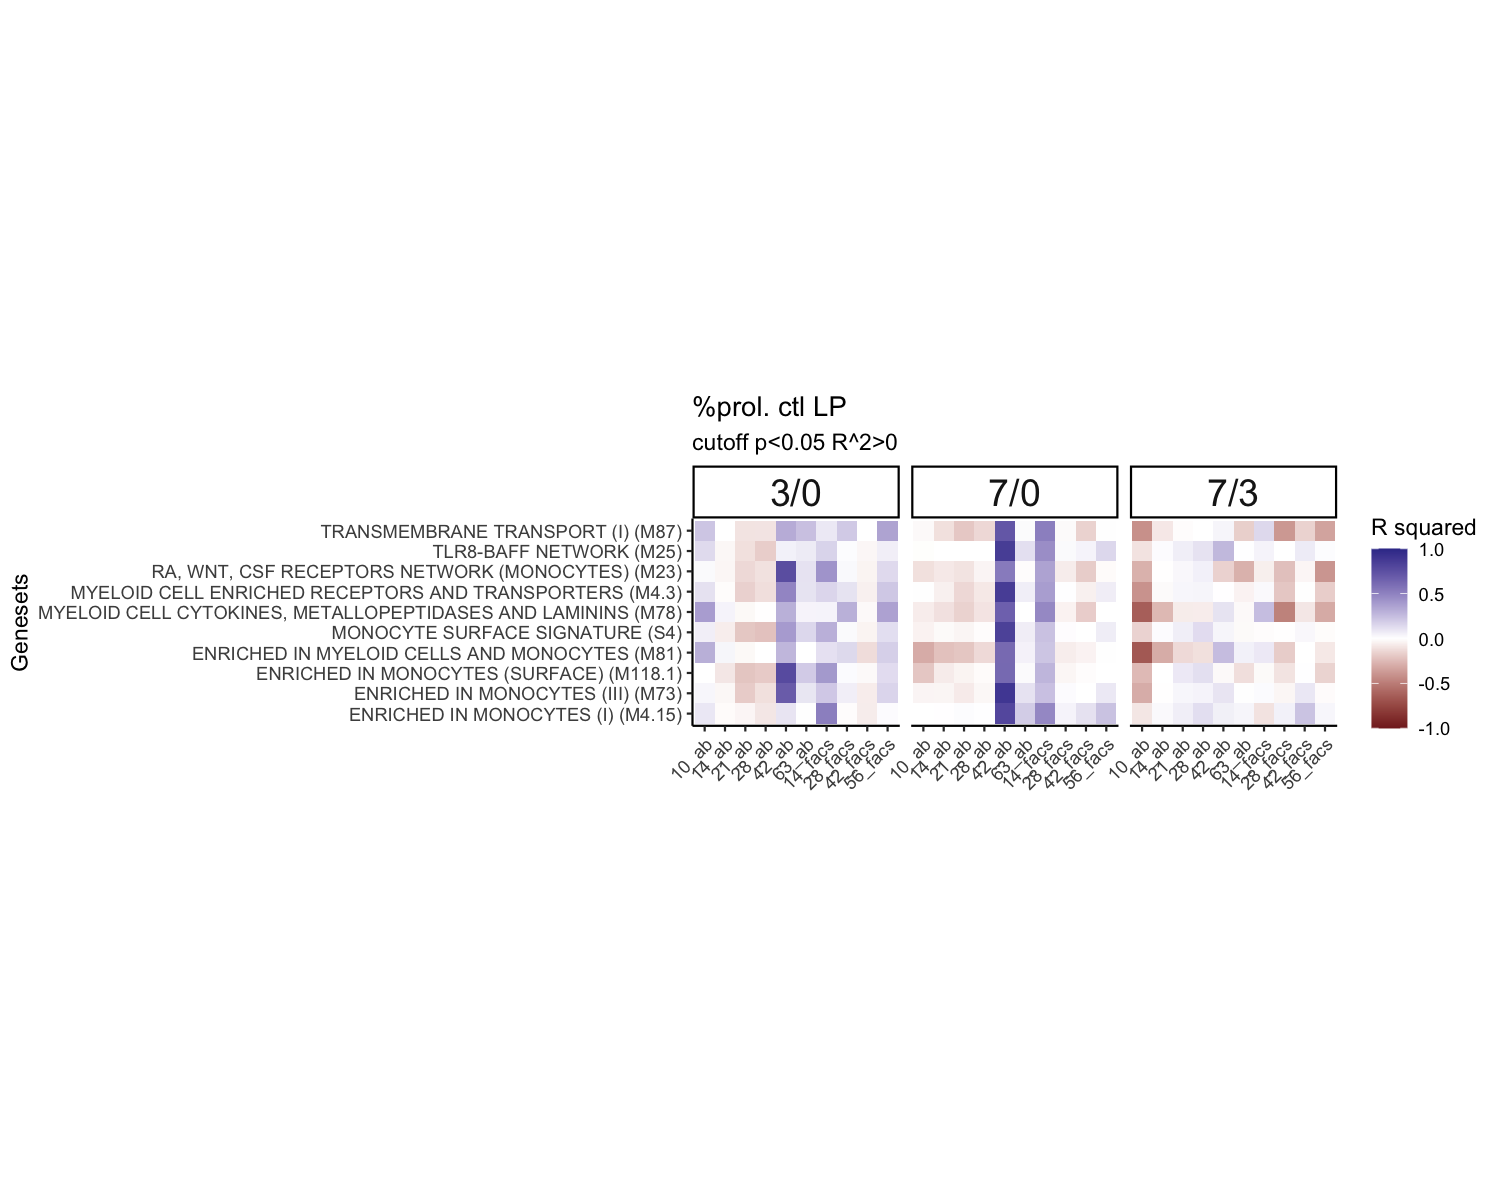 %prol. ctl LP
cutoff p<0.05 R^2>0
3/0 7/0 7/3
Genesets
TRANSMEMBRANE TRANSPORT (I) (M87)
TLR8-BAFF NETWORK (M25)
RA, WNT, CSF RECEPTORS NETWORK (MONOCYTES) (M23)
MYELOID CELL ENRICHED RECEPTORS AND TRANSPORTERS (M4.3)
MYELOID CELL CYTOKINES, METALLOPEPTIDASES AND LAMININS (M78)
MONOCYTE SURFACE SIGNATURE (S4)
ENRICHED IN MYELOID CELLS AND MONOCYTES (M81)
ENRICHED IN MONOCYTES (SURFACE) (M118.1)
ENRICHED IN MONOCYTES (III) (M73)
ENRICHED IN MONOCYTES (I) (M4.15)
10_ab 14_ab 21_ab 28_ab 42_ab 63_ab 14_facs 28_facs 42_facs 56_facs
10_ab 14_ab 21_ab 28_ab 42_ab 63_ab 14_facs 28_facs 42_facs 56_facs
10_ab 14_ab 21_ab 28_ab 42_ab 63_ab 14_facs 28_facs 42_facs 56_facs
R squared
1.0
0.5
0.0
-0.5
-1.0